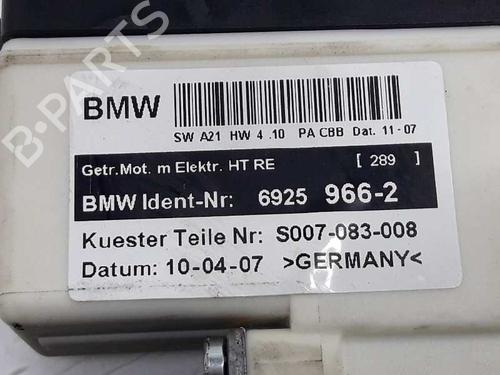 B-PARTS
BMW
SW A21 HW 4 .10 PA CBB Dat. 11-07
Getr.Mot. m Elektr. HT RE [ 289 ]
BMW Ident-Nr: 6925 966-2
Kuester Teile Nr: S007-083-008
Datum: 10-04-07 >GERMANY<